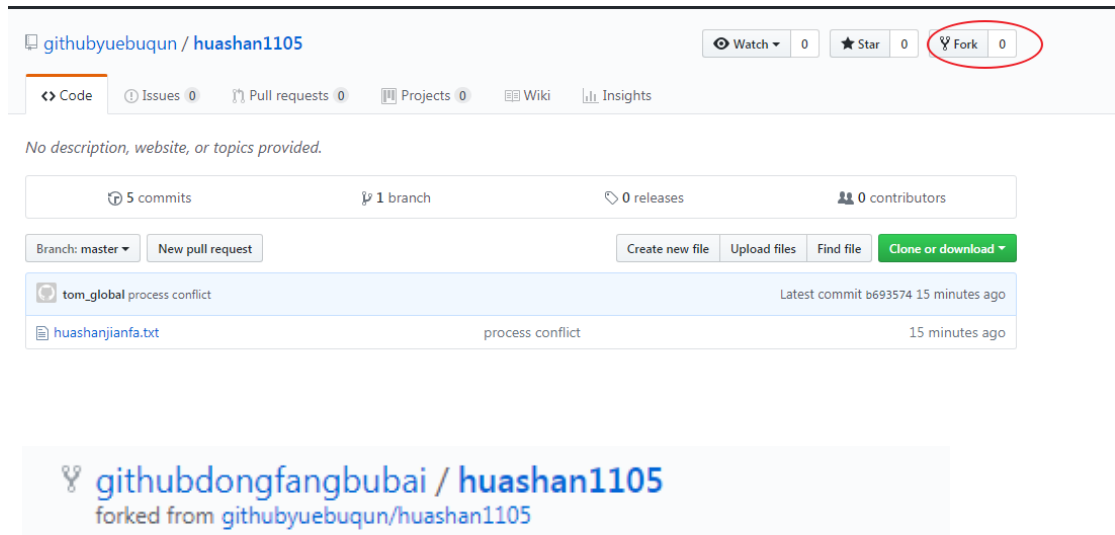 githubyuebuqun / huashan1105 Watch 0 Star 0 Fork 0
Code Issues 0 Pull requests 0 Projects 0 Wiki Insights
No description, website, or topics provided.
5 commits 1 branch 0 releases 0 contributors
Branch: master New pull request Create new file Upload files Find file Clone or download
tom_global process conflict Latest commit b693574 15 minutes ago
huashanjianfa.txt process conflict 15 minutes ago
githubdongfangbubai / huashan1105
forked from githubyuebuqun/huashan1105